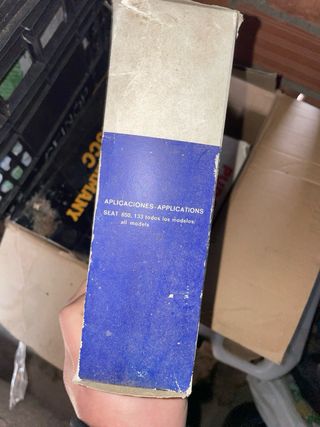 APLICACIONES-APPLICATIONS
SEAT 850, 133 todos los modelos/
all models